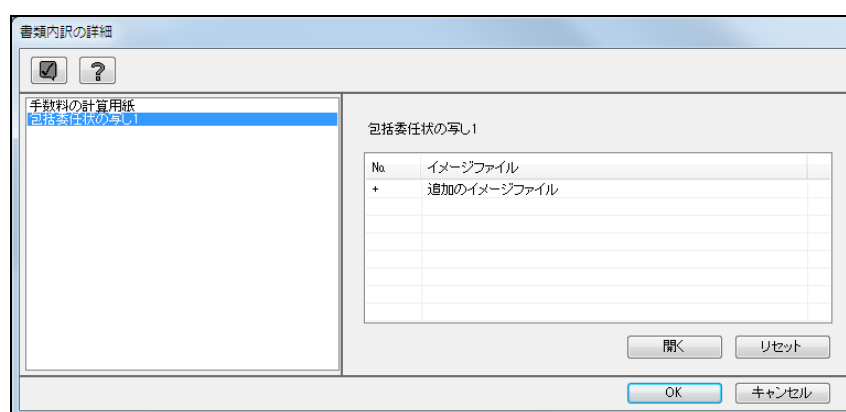 書類内訳の詳細
?
手数料の計算用紙
包括委任状の写し1
包括委任状の写し1
No. イメージファイル
+ 追加のイメージファイル
開く リセット
OK キャンセル